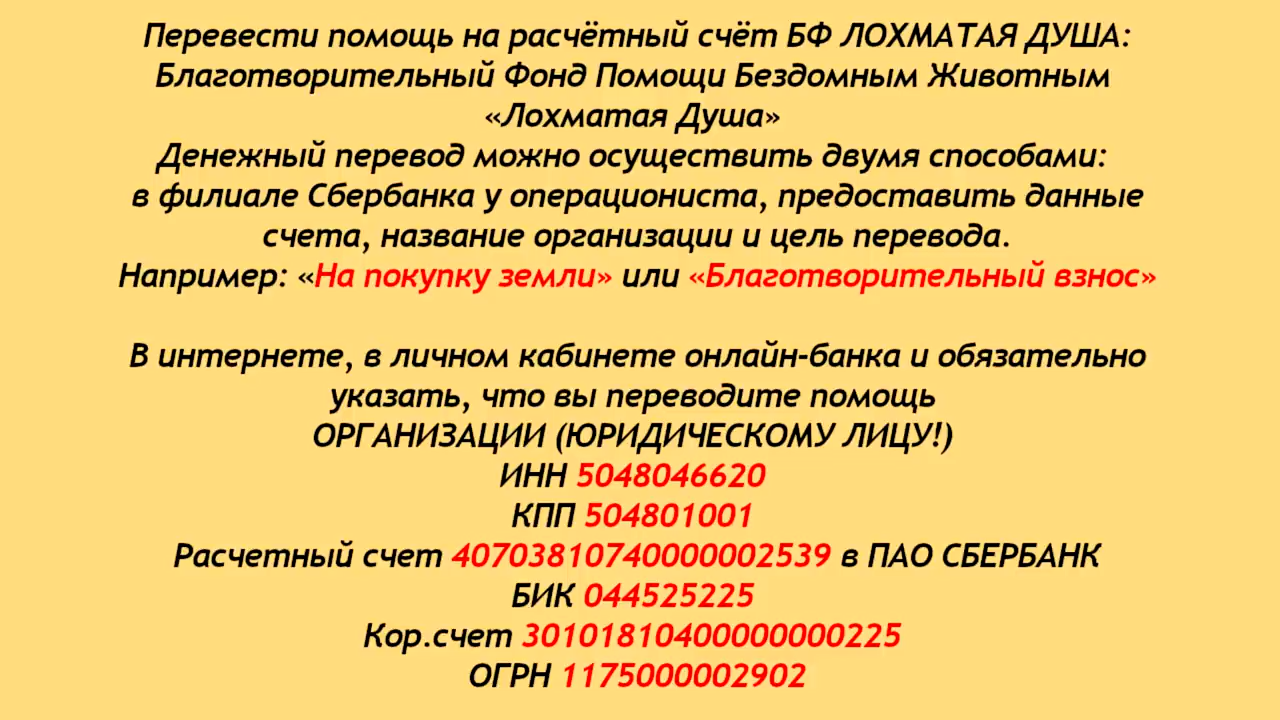 Перевести помощь на расчётный счёт БФ ЛОХМАТАЯ ДУША:
Благотворительный Фонд Помощи Бездомным Животным
«Лохматая Душа»
Денежный перевод можно осуществить двумя способами:
в филиале Сбербанка у операциониста, предоставить данные
счета, название организации и цель перевода.
Например: «На покупку земли» или «Благотворительный взнос»
В интернете, в личном кабинете онлайн-банка и обязательно
указать, что вы переводите помощь
ОРГАНИЗАЦИИ (ЮРИДИЧЕСКОМУ ЛИЦУ!)
ИНН 5048046620
КПП 504801001
Расчетный счет 40703810740000002539 в ПАО СБЕРБАНК
БИК 044525225
Кор.счет 30101810400000000225
ОГРН 1175000002902